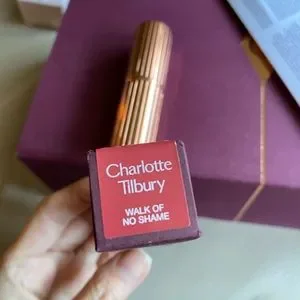 Charlotte
Tilbury
WALK OF
NO SHAME